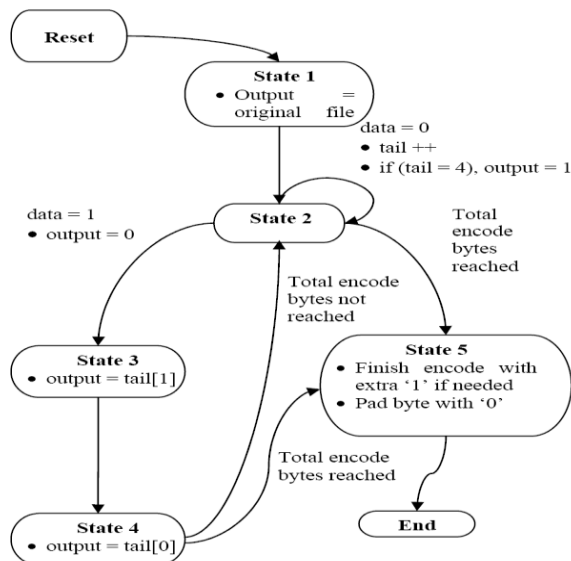 Reset
State 1
• Output =
original file
data = 0
• tail ++
• if (tail = 4), output = 1
State 2
data = 1
• output = 0
Total
encode
bytes
reached
Total encode
bytes not
reached
State 3
• output = tail[1]
State 5
• Finish encode with
extra ‘1’ if needed
• Pad byte with ‘0’
Total encode
bytes reached
State 4
• output = tail[0]
End